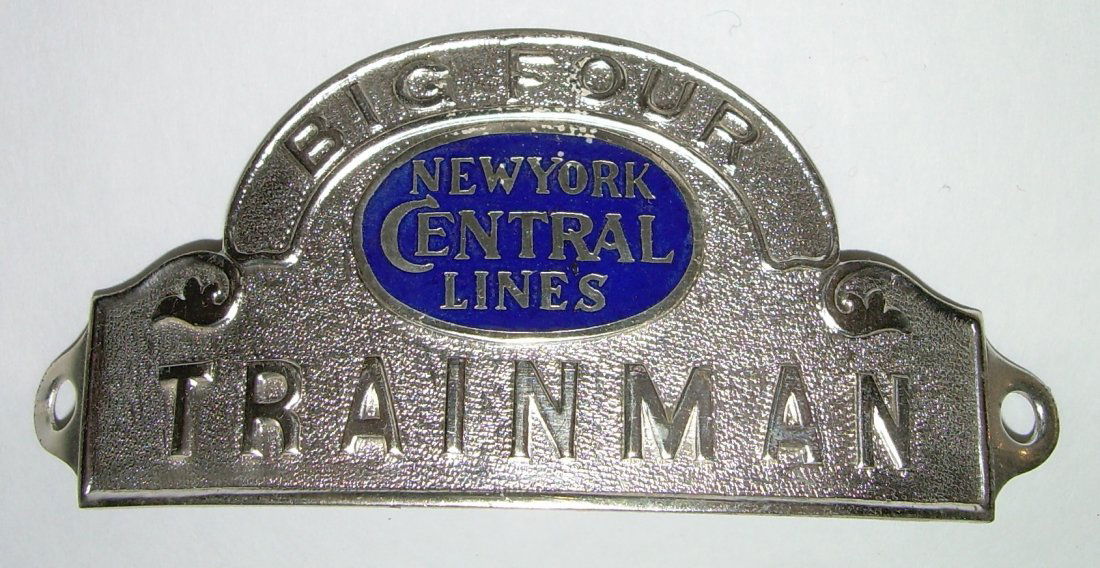 BIG FOUR
NEW YORK
CENTRAL
LINES
TRAINMAN